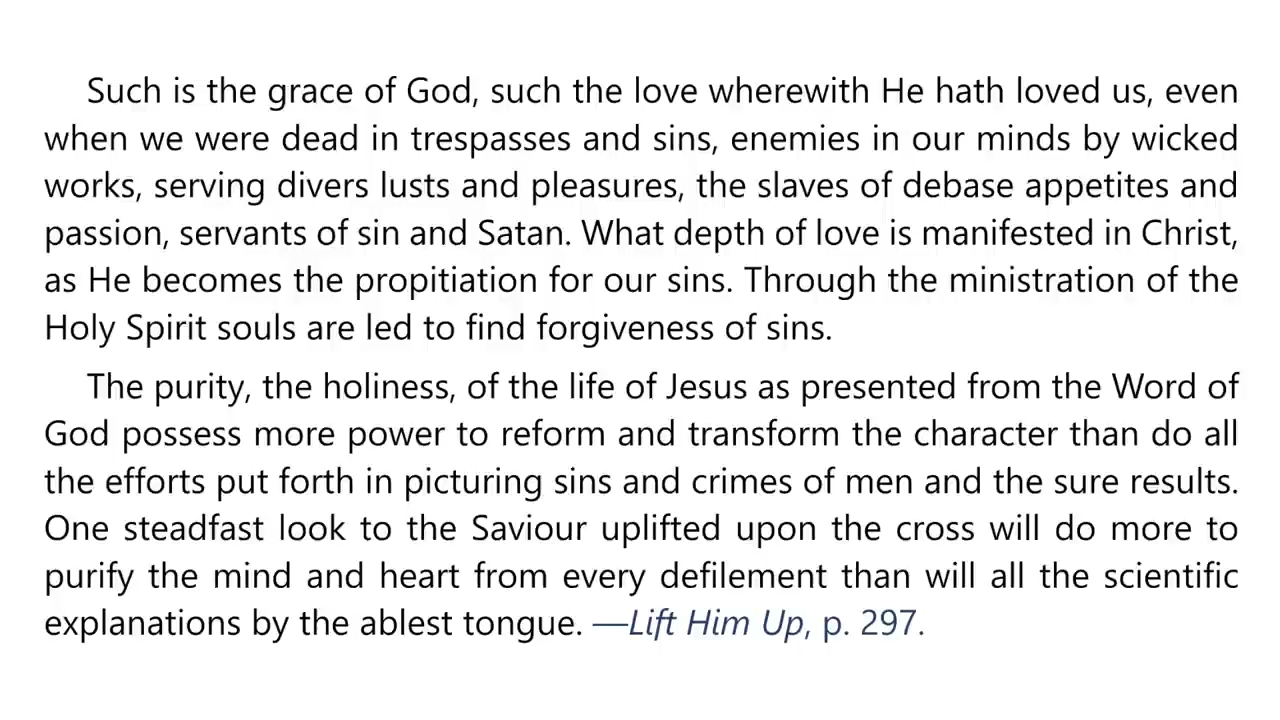 Such is the grace of God, such the love wherewith He hath loved us, even
when we were dead in trespasses and sins, enemies in our minds by wicked
works, serving divers lusts and pleasures, the slaves of debase appetites and
passion, servants of sin and Satan. What depth of love is manifested in Christ,
as He becomes the propitiation for our sins. Through the ministration of the
Holy Spirit souls are led to find forgiveness of sins.
The purity, the holiness, of the life of Jesus as presented from the Word of
God possess more power to reform and transform the character than do all
the efforts put forth in picturing sins and crimes of men and the sure results.
One steadfast look to the Saviour uplifted upon the cross will do more to
purify the mind and heart from every defilement than will all the scientific
explanations by the ablest tongue. —Lift Him Up, p. 297.